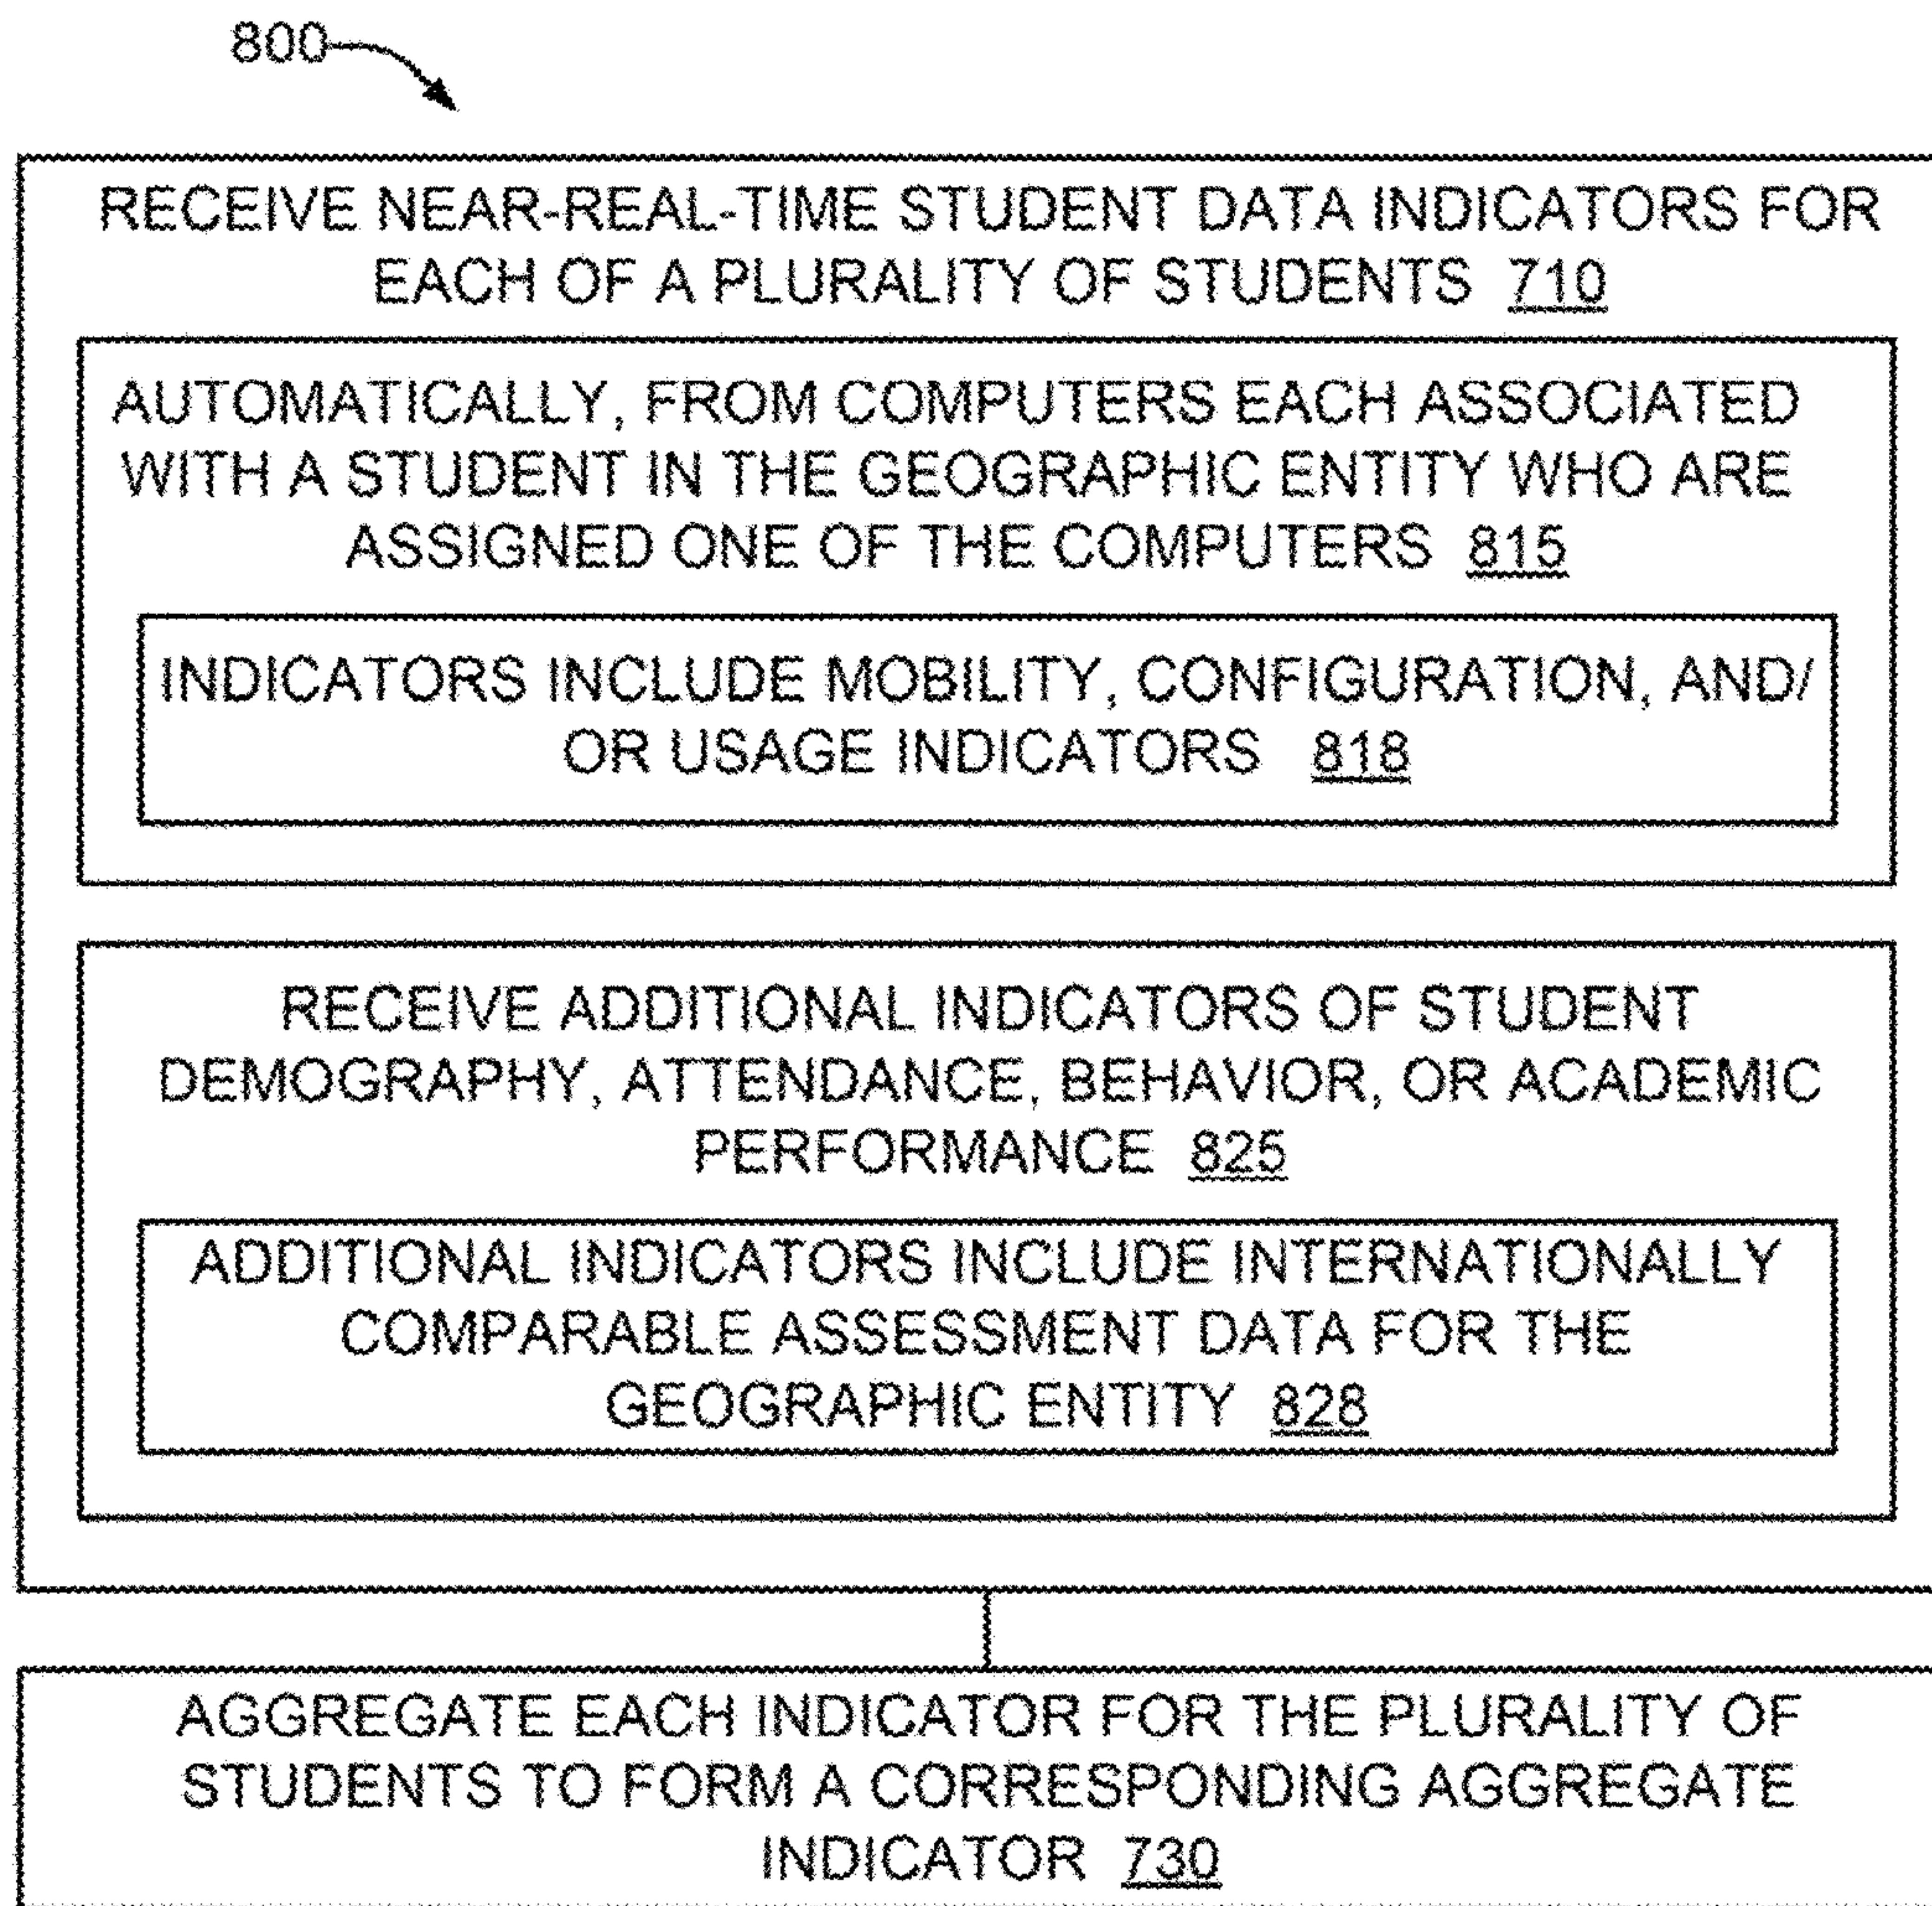 800
RECEIVE NEAR-REAL-TIME STUDENT DATA INDICATORS FOR
EACH OF A PLURALITY OF STUDENTS 710
AUTOMATICALLY, FROM COMPUTERS EACH ASSOCIATED
WITH A STUDENT IN THE GEOGRAPHIC ENTITY WHO ARE
ASSIGNED ONE OF THE COMPUTERS 815
INDICATORS INCLUDE MOBILITY, CONFIGURATION, AND/
OR USAGE INDICATORS 818
RECEIVE ADDITIONAL INDICATORS OF STUDENT
DEMOGRAPHY, ATTENDANCE, BEHAVIOR, OR ACADEMIC
PERFORMANCE 825
ADDITIONAL INDICATORS INCLUDE INTERNATIONALLY
COMPARABLE ASSESSMENT DATA FOR THE
GEOGRAPHIC ENTITY 828
AGGREGATE EACH INDICATOR FOR THE PLURALITY OF
STUDENTS TO FORM A CORRESPONDING AGGREGATE
INDICATOR 730